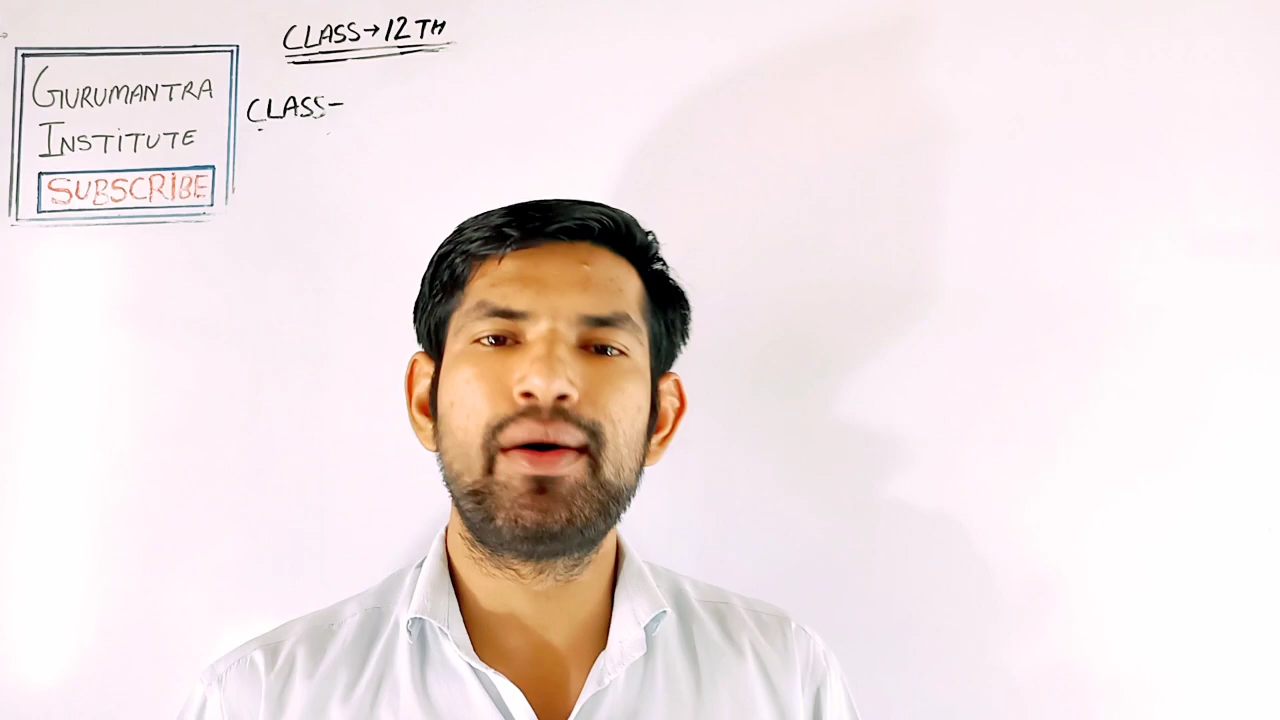 CLASS→12TH
GURUMANTRA
INSTITUTE
SUBSCRIBE
CLASS-